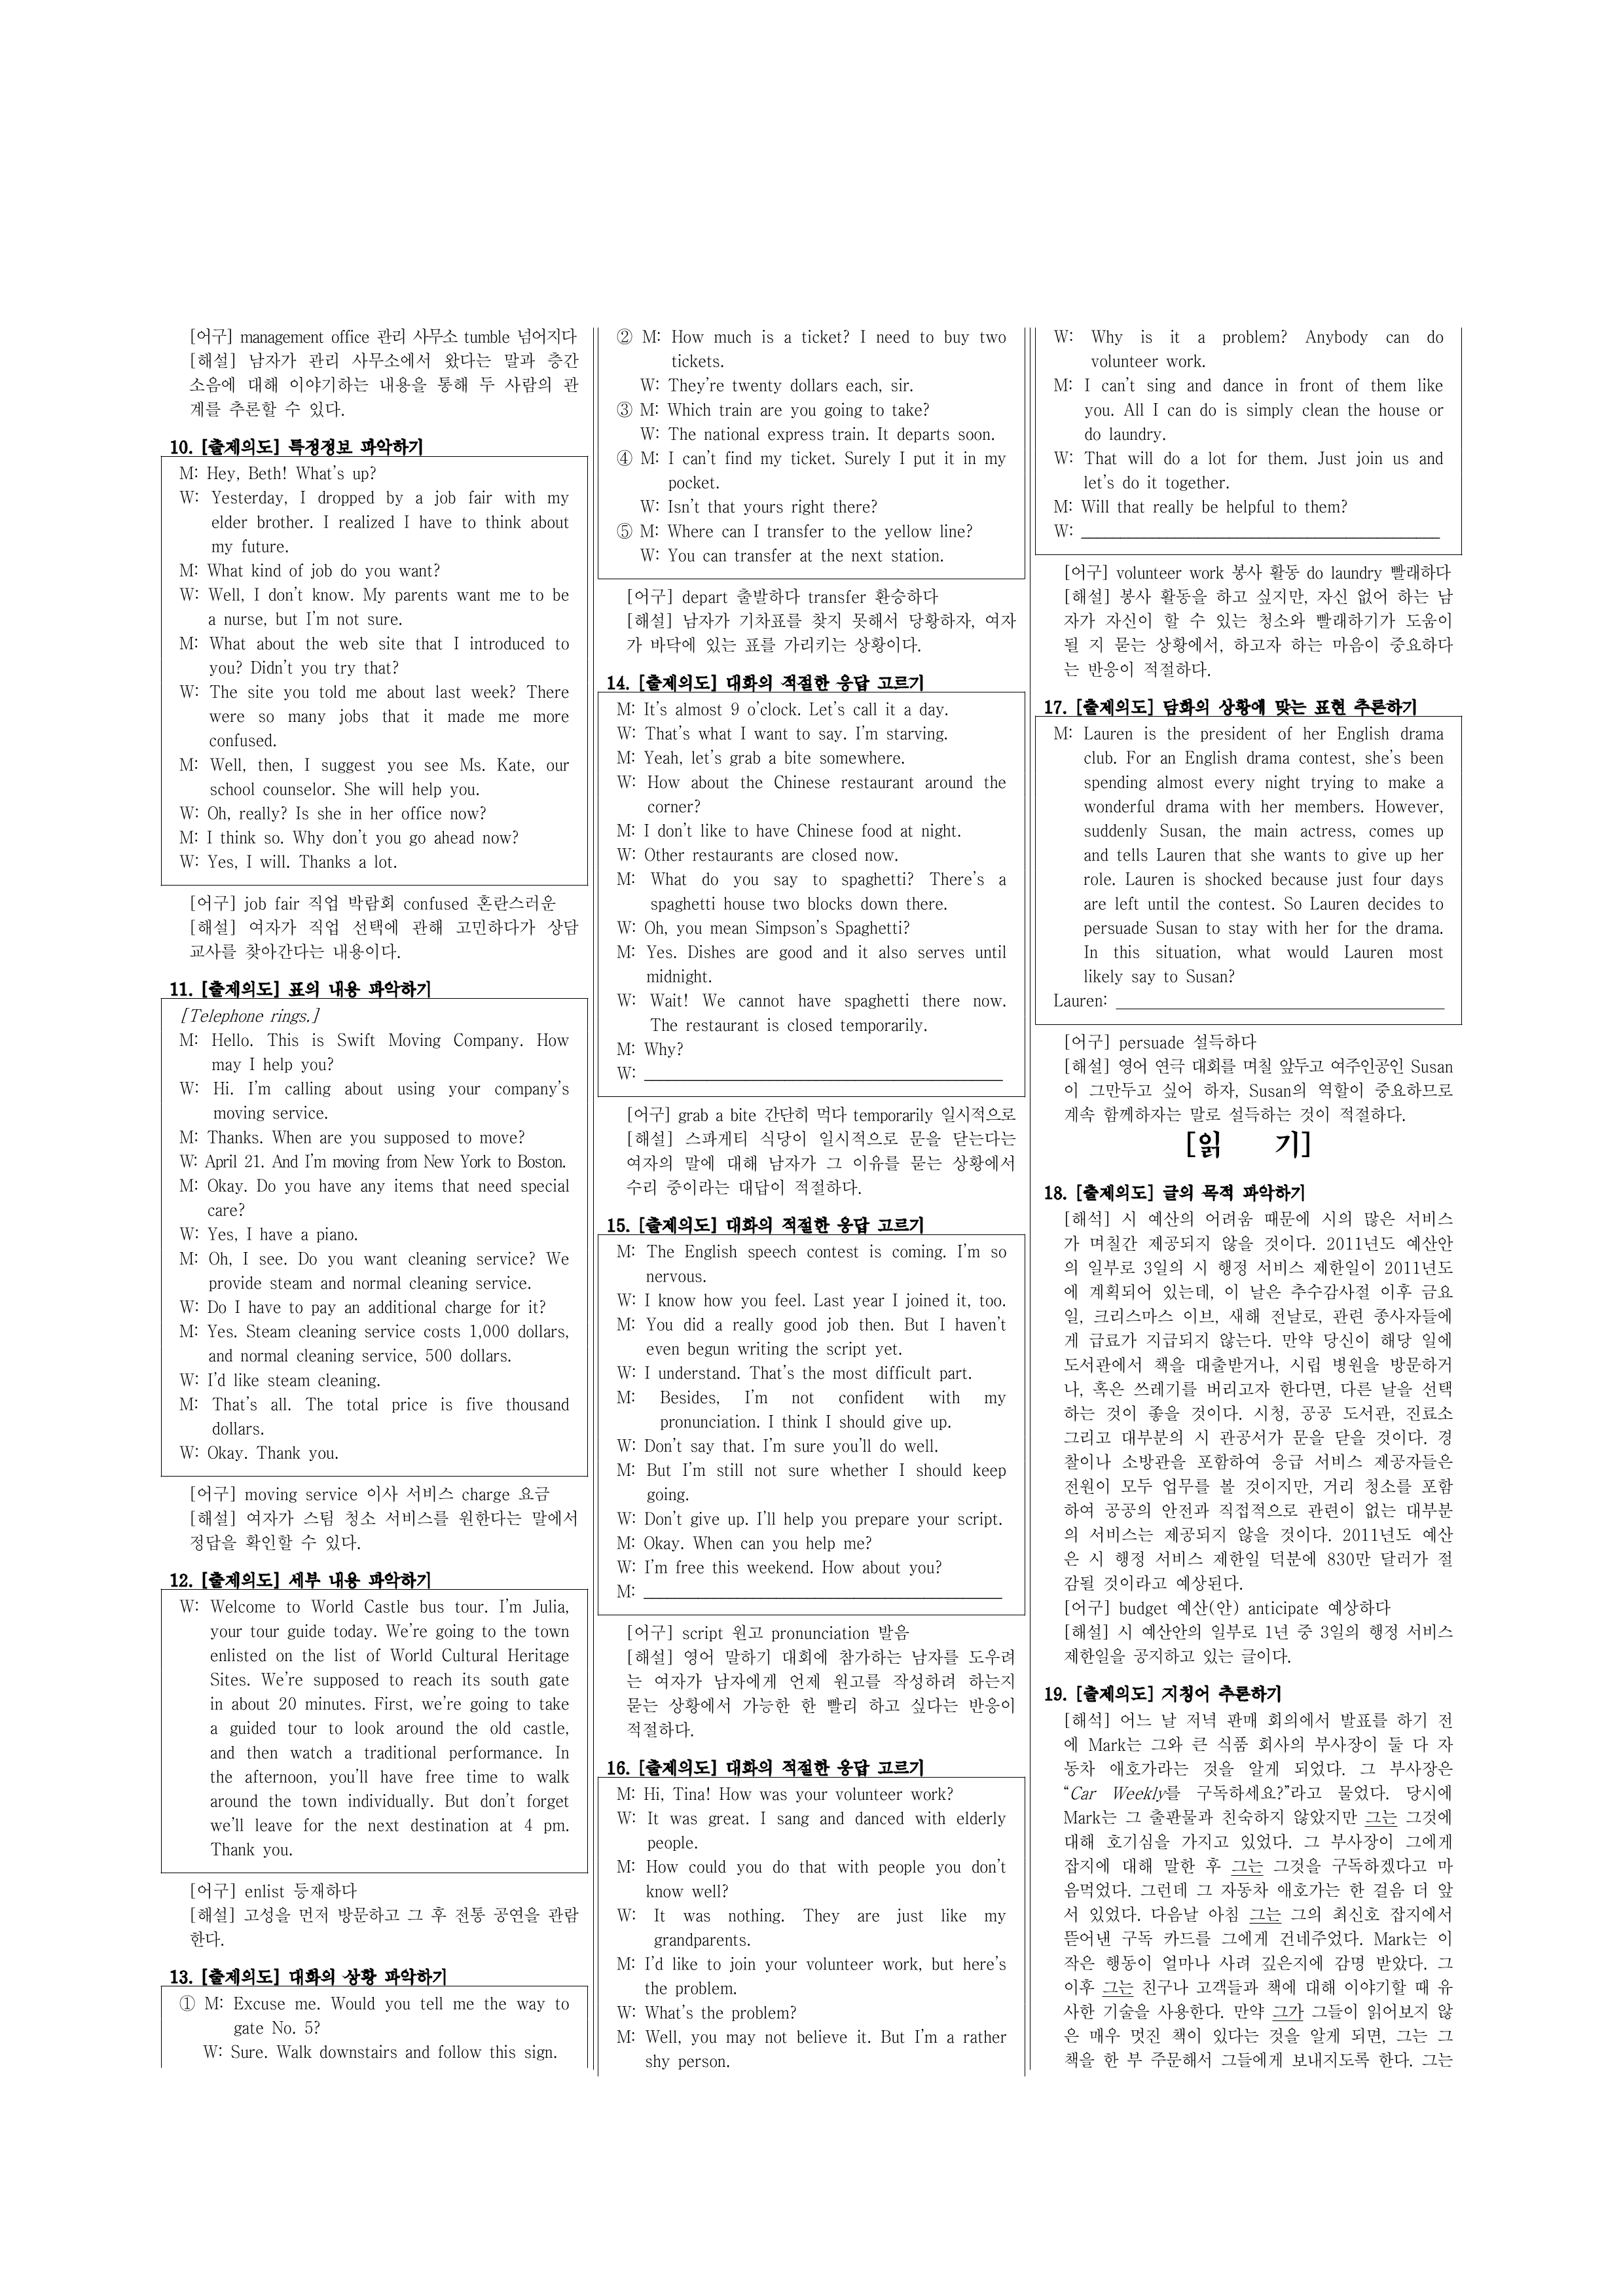 [어구] management office 관리 사무소 tumble 넘어지다
[해설] 남자가 관리 사무소에서 왔다는 말과 층간
소음에 대해 이야기하는 내용을 통해 두 사람의 관
계를 추론할 수 있다.
10. [출제의도] 특정정보 파악하기
M: Hey, Beth! What's up?
W: Yesterday, I dropped by a job fair with my
elder brother. I realized I have to think about
my future.
M: What kind of job do you want?
W: Well, I don't know. My parents want me to be
a nurse, but I'm not sure.
M: What about the web site that I introduced to
you? Didn't you try that?
W: The site you told me about last week? There
were so many jobs that it made me more
confused.
M: Well, then, I suggest you see Ms. Kate, our
school counselor. She will help you.
W: Oh, really? Is she in her office now?
M: I think so. Why don't you go ahead now?
W: Yes, I will. Thanks a lot.
[어구] job fair 직업 박람회 confused 혼란스러운
[해설] 여자가 직업 선택에 관해 고민하다가 상담
교사를 찾아간다는 내용이다.
11. [출제의도] 표의 내용 파악하기
[Telephone rings.]
M: Hello. This is Swift Moving Company. How
may I help you?
W: Hi. I'm calling about using your company's
moving service.
M: Thanks. When are you supposed to move?
W: April 21. And I'm moving from New York to Boston.
M: Okay. Do you have any items that need special
care?
W: Yes, I have a piano.
M: Oh, I see. Do you want cleaning service? We
provide steam and normal cleaning service.
W: Do I have to pay an additional charge for it?
M: Yes. Steam cleaning service costs 1,000 dollars,
and normal cleaning service, 500 dollars.
W: I'd like steam cleaning.
M: That's all. The total price is five thousand
dollars.
W: Okay. Thank you.
[어구] moving service 이사 서비스 charge 요금
[해설] 여자가 스팀 청소 서비스를 원한다는 말에서
정답을 확인할 수 있다.
12. [출제의도] 세부 내용 파악하기
W: Welcome to World Castle bus tour. I'm Julia,
your tour guide today. We're going to the town
enlisted on the list of World Cultural Heritage
Sites. We're supposed to reach its south gate
in about 20 minutes. First, we're going to take
a guided tour to look around the old castle,
and then watch a traditional performance. In
the afternoon, you'll have free time to walk
around the town individually. But don't forget
we'll leave for the next destination at 4 pm.
Thank you.
[어구] enlist 등재하다
[해설] 고성을 먼저 방문하고 그 후 전통 공연을 관람
한다.
13. [출제의도] 대화의 상황 파악하기
① M: Excuse me. Would you tell me the way to
gate No. 5?
W: Sure. Walk downstairs and follow this sign.
② M: How much is a ticket? I need to buy two
tickets.
W: They're twenty dollars each, sir.
③ M: Which train are you going to take?
W: The national express train. It departs soon.
④ M: I can't find my ticket. Surely I put it in my
pocket.
W: Isn't that yours right there?
⑤ M: Where can I transfer to the yellow line?
W: You can transfer at the next station.
[어구] depart 출발하다 transfer 환승하다
[해설] 남자가 기차표를 찾지 못해서 당황하자, 여자
가 바닥에 있는 표를 가리키는 상황이다.
14. [출제의도] 대화의 적절한 응답 고르기
M: It's almost 9 o'clock. Let's call it a day.
W: That's what I want to say. I'm starving.
M: Yeah, let's grab a bite somewhere.
W: How about the Chinese restaurant around the
corner?
M: I don't like to have Chinese food at night.
W: Other restaurants are closed now.
M: What do you say to spaghetti? There's a
spaghetti house two blocks down there.
W: Oh, you mean Simpson's Spaghetti?
M: Yes. Dishes are good and it also serves until
midnight.
W: Wait! We cannot have spaghetti there now.
The restaurant is closed temporarily.
M: Why?
W: ____
[어구] grab a bite 간단히 먹다 temporarily 일시적으로
[해설] 스파게티 식당이 일시적으로 문을 닫는다는
여자의 말에 대해 남자가 그 이유를 묻는 상황에서
수리 중이라는 대답이 적절하다.
15. [출제의도] 대화의 적절한 응답 고르기
M: The English speech contest is coming. I'm so
nervous.
W: I know how you feel. Last year I joined it, too.
M: You did a really good job then. But I haven't
even begun writing the script yet.
W: I understand. That's the most difficult part.
M: Besides, I'm not confident with my
pronunciation. I think I should give up.
W: Don't say that. I'm sure you'll do well.
M: But I'm still not sure whether I should keep
going.
W: Don't give up. I'll help you prepare your script.
M: Okay. When can you help me?
W: I'm free this weekend. How about you?
M: ____
[어구] script 원고 pronunciation 발음
[해설] 영어 말하기 대회에 참가하는 남자를 도우려
는 여자가 남자에게 언제 원고를 작성하려 하는지
묻는 상황에서 가능한 한 빨리 하고 싶다는 반응이
적절하다.
16. [출제의도] 대화의 적절한 응답 고르기
M: Hi, Tina! How was your volunteer work?
W: It was great. I sang and danced with elderly
people.
M: How could you do that with people you don't
know well?
W: It was nothing. They are just like my
grandparents.
M: I'd like to join your volunteer work, but here's
the problem.
W: What's the problem?
M: Well, you may not believe it. But I'm a rather
shy person.
W: Why is it a problem? Anybody can do
volunteer work.
M: I can't sing and dance in front of them like
you. All I can do is simply clean the house or
do laundry.
W: That will do a lot for them. Just join us and
let's do it together.
M: Will that really be helpful to them?
W: ____
[어구] volunteer work 봉사 활동 do laundry 빨래하다
[해설] 봉사 활동을 하고 싶지만, 자신 없어 하는 남
자가 자신이 할 수 있는 청소와 빨래하기가 도움이
될 지 묻는 상황에서, 하고자 하는 마음이 중요하다
는 반응이 적절하다.
17. [출제의도] 담화의 상황에 맞는 표현 추론하기
M: Lauren is the president of her English drama
club. For an English drama contest, she's been
spending almost every night trying to make a
wonderful drama with her members. However,
suddenly Susan, the main actress, comes up
and tells Lauren that she wants to give up her
role. Lauren is shocked because just four days
are left until the contest. So Lauren decides to
persuade Susan to stay with her for the drama.
In this situation, what would Lauren most
likely say to Susan?
Lauren: ____
[어구] persuade 설득하다
[해설] 영어 연극 대회를 며칠 앞두고 여주인공인 Susan
이 그만두고 싶어 하자, Susan의 역할이 중요하므로
계속 함께하자는 말로 설득하는 것이 적절하다.
[읽 기]
18. [출제의도] 글의 목적 파악하기
[해석] 시 예산의 어려움 때문에 시의 많은 서비스
가 며칠간 제공되지 않을 것이다. 2011년도 예산안
의 일부로 3일의 시 행정 서비스 제한일이 2011년도
에 계획되어 있는데, 이 날은 추수감사절 이후 금요
일, 크리스마스 이브, 새해 전날로, 관련 종사자들에
게 급료가 지급되지 않는다. 만약 당신이 해당 일에
도서관에서 책을 대출받거나, 시립 병원을 방문하거
나, 혹은 쓰레기를 버리고자 한다면, 다른 날을 선택
하는 것이 좋을 것이다. 시청, 공공 도서관, 진료소
그리고 대부분의 시 관공서가 문을 닫을 것이다. 경
찰이나 소방관을 포함하여 응급 서비스 제공자들은
전원이 모두 업무를 볼 것이지만, 거리 청소를 포함
하여 공공의 안전과 직접적으로 관련이 없는 대부분
의 서비스는 제공되지 않을 것이다. 2011년도 예산
은 시 행정 서비스 제한일 덕분에 830만 달러가 절
감될 것이라고 예상된다.
[어구] budget 예산(안) anticipate 예상하다
[해설] 시 예산안의 일부로 1년 중 3일의 행정 서비스
제한일을 공지하고 있는 글이다.
19. [출제의도] 지칭어 추론하기
[해석] 어느 날 저녁 판매 회의에서 발표를 하기 전
에 Mark는 그와 큰 식품 회사의 부사장이 둘 다 자
동차 애호가라는 것을 알게 되었다. 그 부사장은
“Car Weekly를 구독하세요?”라고 물었다. 당시에
Mark는 그 출판물과 친숙하지 않았지만 그는 그것에
대해 호기심을 가지고 있었다. 그 부사장이 그에게
잡지에 대해 말한 후 그는 그것을 구독하겠다고 마
음먹었다. 그런데 그 자동차 애호가는 한 걸음 더 앞
서 있었다. 다음날 아침 그는 그의 최신호 잡지에서
뜯어낸 구독 카드를 그에게 건네주었다. Mark는 이
작은 행동이 얼마나 사려 깊은지에 감명 받았다. 그
이후 그는 친구나 고객들과 책에 대해 이야기할 때 유
사한 기술을 사용한다. 만약 그가 그들이 읽어보지 않
은 매우 멋진 책이 있다는 것을 알게 되면, 그는 그
책을 한 부 주문해서 그들에게 보내지도록 한다. 그는